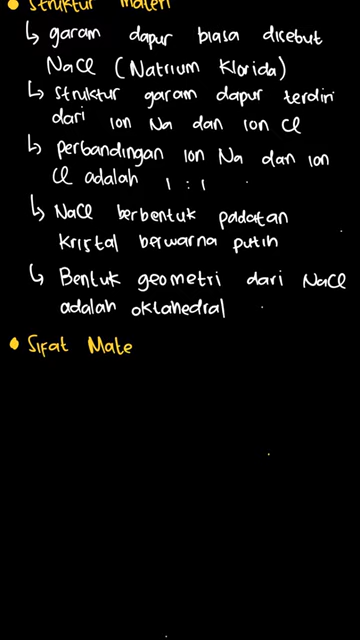 • Struktur Materi
↳ garam dapur biasa disebut
NaCl (Natrium Klorida)
↳ Struktur garam dapur terdiri
dari ion Na dan ion Cl
↳ perbandingan ion Na dan ion
Cl adalah 1 : 1
↳ NaCl berbentuk padatan
kristal berwarna putih
↳ Bentuk geometri dari NaCl
adalah oktahedral
• Sifat Mate